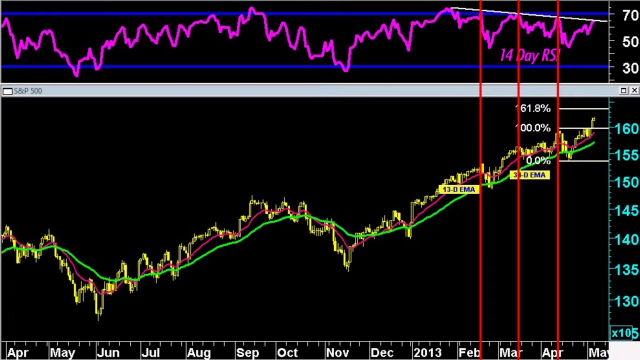 70
50
30
14 Day RSI
S&P 500
161.8%
100.0%
0.0%
13-D EMA
EMA
160
155
150
145
140
135
130
x10
Apr May Jun Jul Aug Sep Oct Nov Dec 2013 Feb Mar Apr May